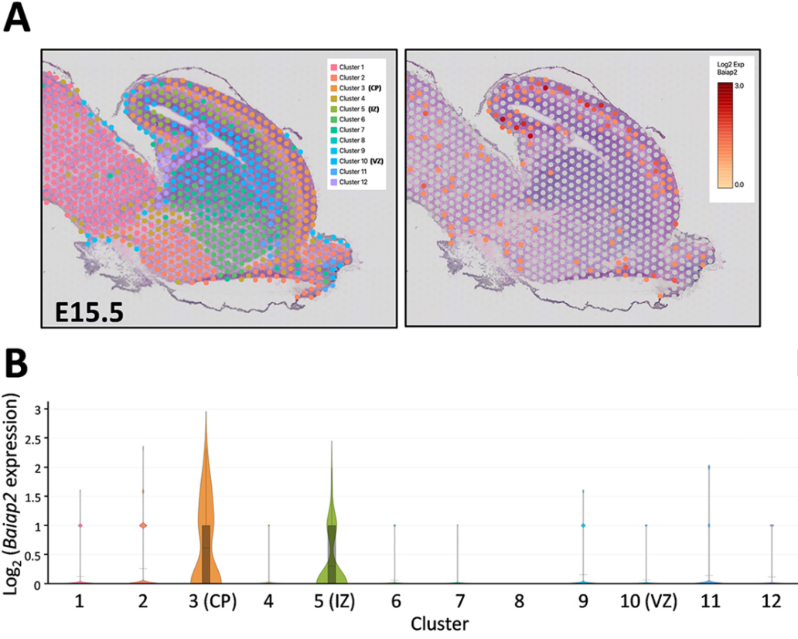 A
Cluster 1
Cluster 2
Cluster 3 (CP)
Cluster 4
Cluster 5 (IZ)
Cluster 6
Cluster 7
Cluster 8
Cluster 9
Cluster 10 (VZ)
Cluster 11
Cluster 12
E15.5
Log2 Exp
Baiap2
3.0
0.0
B
Log2 (Baiap2 expression)
3
2.5
2
1.5
1
0.5
0
1 2 3 (CP) 4 5 (IZ) 6 7 8 9 10 (VZ) 11 12
Cluster